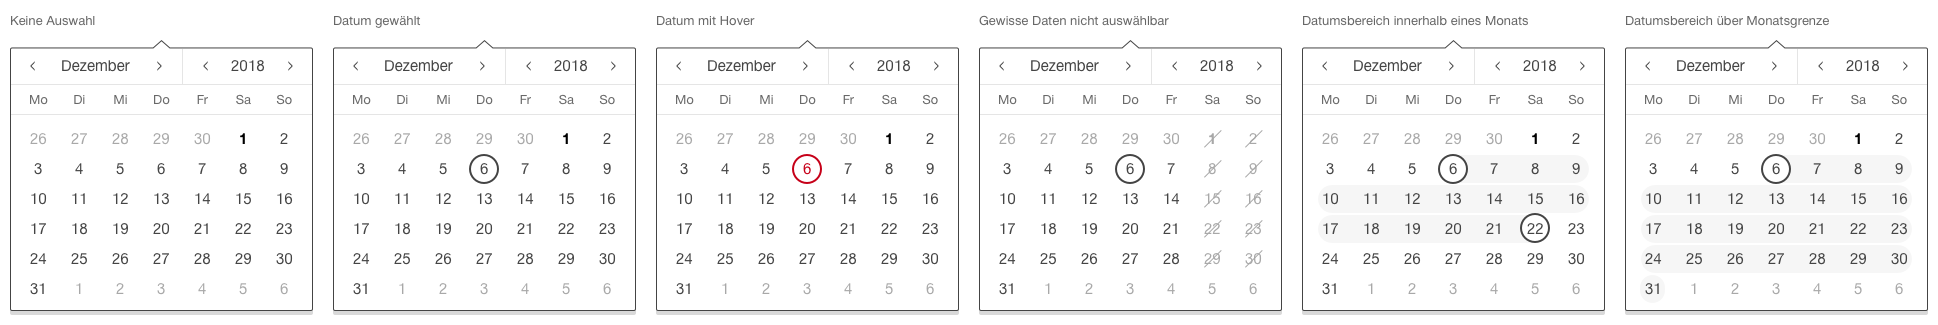 Keine Auswahl
< Dezember > < 2018 >
Mo Di Mi Do Fr Sa So
26 27 28 29 30 1 2
3 4 5 6 7 8 9
10 11 12 13 14 15 16
17 18 19 20 21 22 23
24 25 26 27 28 29 30
31 1 2 3 4 5 6
Datum gewählt
< Dezember > < 2018 >
Mo Di Mi Do Fr Sa So
26 27 28 29 30 1 2
3 4 5 6 7 8 9
10 11 12 13 14 15 16
17 18 19 20 21 22 23
24 25 26 27 28 29 30
31 1 2 3 4 5 6
Datum mit Hover
< Dezember > < 2018 >
Mo Di Mi Do Fr Sa So
26 27 28 29 30 1 2
3 4 5 6 7 8 9
10 11 12 13 14 15 16
17 18 19 20 21 22 23
24 25 26 27 28 29 30
31 1 2 3 4 5 6
Gewisse Daten nicht auswählbar
< Dezember > < 2018 >
Mo Di Mi Do Fr Sa So
26 27 28 29 30 1 2
3 4 5 6 7 8 9
10 11 12 13 14 15 16
17 18 19 20 21 22 23
24 25 26 27 28 29 30
31 1 2 3 4 5 6
Datumsbereich innerhalb eines Monats
< Dezember > < 2018 >
Mo Di Mi Do Fr Sa So
26 27 28 29 30 1 2
3 4 5 6 7 8 9
10 11 12 13 14 15 16
17 18 19 20 21 22 23
24 25 26 27 28 29 30
31 1 2 3 4 5 6
Datumsbereich über Monatsgrenze
< Dezember > < 2018 >
Mo Di Mi Do Fr Sa So
26 27 28 29 30 1 2
3 4 5 6 7 8 9
10 11 12 13 14 15 16
17 18 19 20 21 22 23
24 25 26 27 28 29 30
31 1 2 3 4 5 6